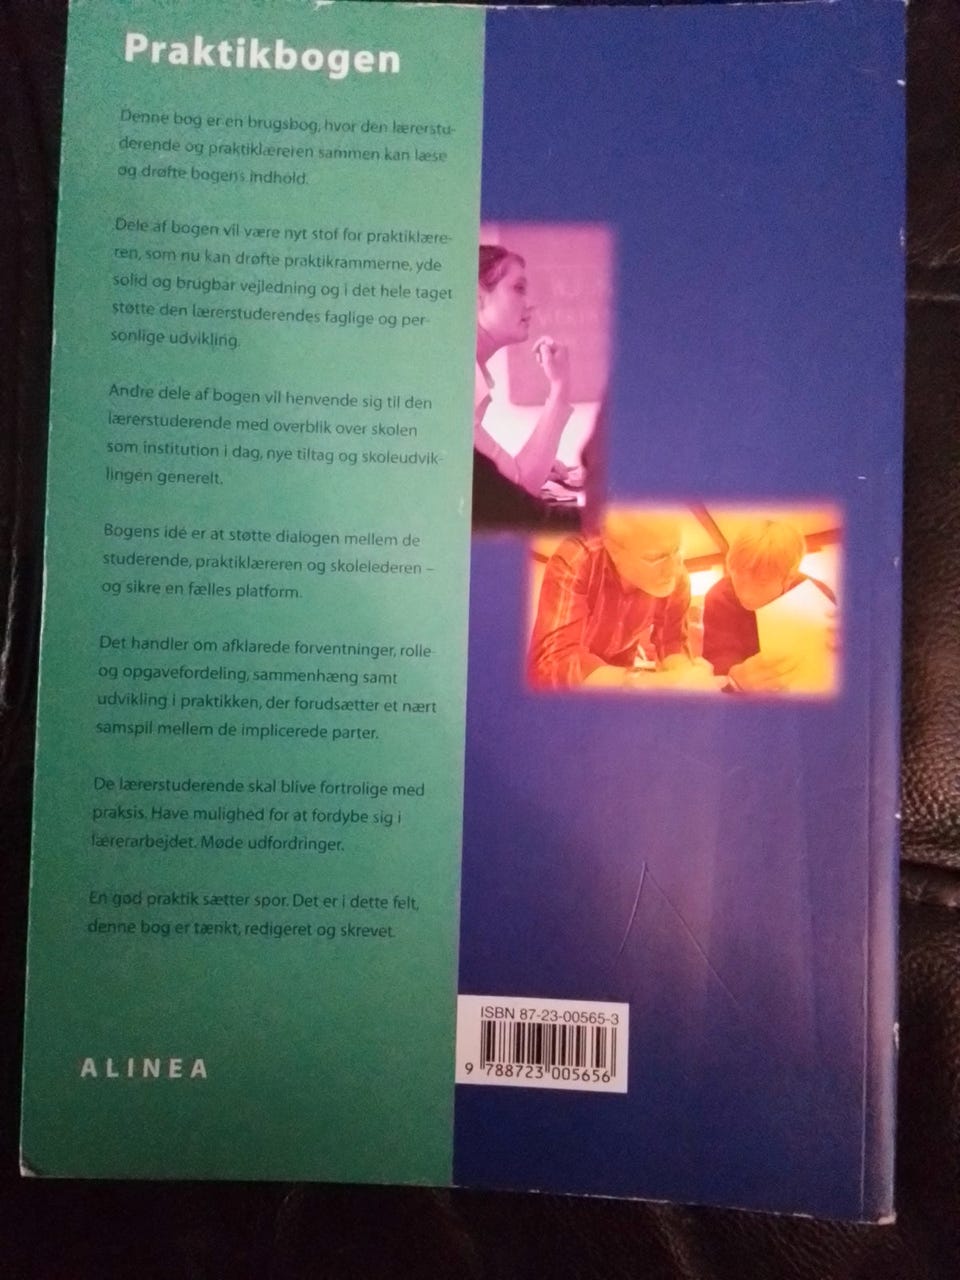 Praktikbogen
Denne bog er en brugsbog, hvor den lærerstu-
derende og praktiklæreren sammen kan læse
og drøfte bogens indhold.
Dele af bogen vil være nyt stof for praktiklære-
ren, som nu kan drøfte praktikrammerne, yde
solid og brugbar vejledning og i det hele taget
støtte den lærerstuderendes faglige og per-
sonlige udvikling.
Andre dele af bogen vil henvende sig til den
lærerstuderende med overblik over skolen
som institution i dag, nye tiltag og skoleudvik-
lingen generelt.
Bogens idé er at støtte dialogen mellem de
studerende, praktiklæreren og skolelederen –
og sikre en fælles platform.
Det handler om afklarede forventninger, rolle-
og opgavefordeling, sammenhæng samt
udvikling i praktikken, der forudsætter et nært
samspil mellem de implicerede parter.
De lærerstuderende skal blive fortrolige med
praksis. Have mulighed for at fordybe sig i
lærerarbejdet. Møde udfordringer.
En god praktik sætter spor. Det er i dette felt,
denne bog er tænkt, redigeret og skrevet.
ALINEA
ISBN 87-23-00565-3
9 788723 005656